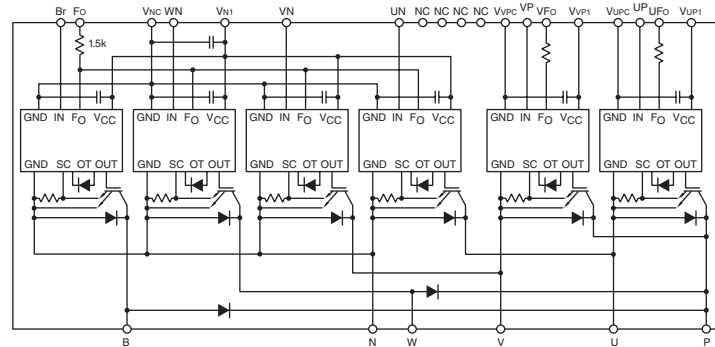 Br FO VNC WN VN1 VN UN NC NC NC NC VVPC VP VFO VVP1 VUPC UP UFO VUP1
1.5k
GND IN FO VCC GND IN FO VCC GND IN FO VCC GND IN FO VCC GND IN FO VCC GND IN FO VCC
GND SC OT OUT GND SC OT OUT GND SC OT OUT GND SC OT OUT GND SC OT OUT GND SC OT OUT
B N W V U P